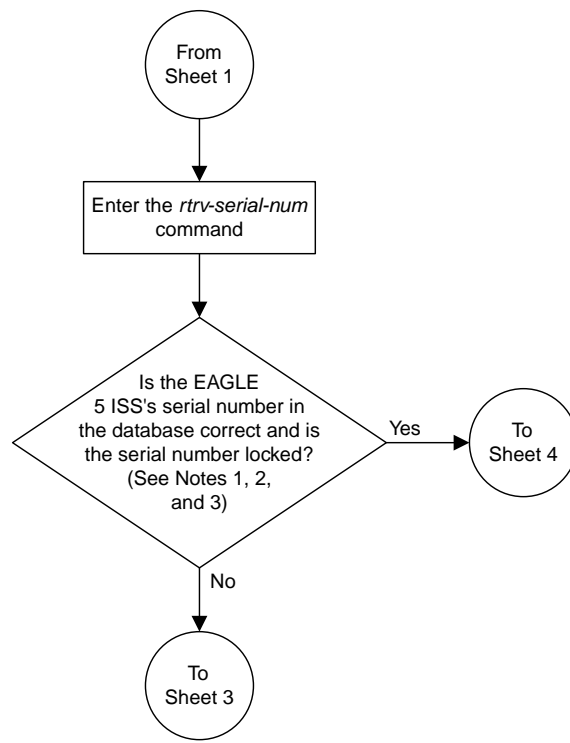 From
Sheet 1
Enter the rtrv-serial-num
command
Is the EAGLE
5 ISS's serial number in
the database correct and is
the serial number locked?
(See Notes 1, 2,
and 3)
Yes
To
Sheet 4
No
To
Sheet 3